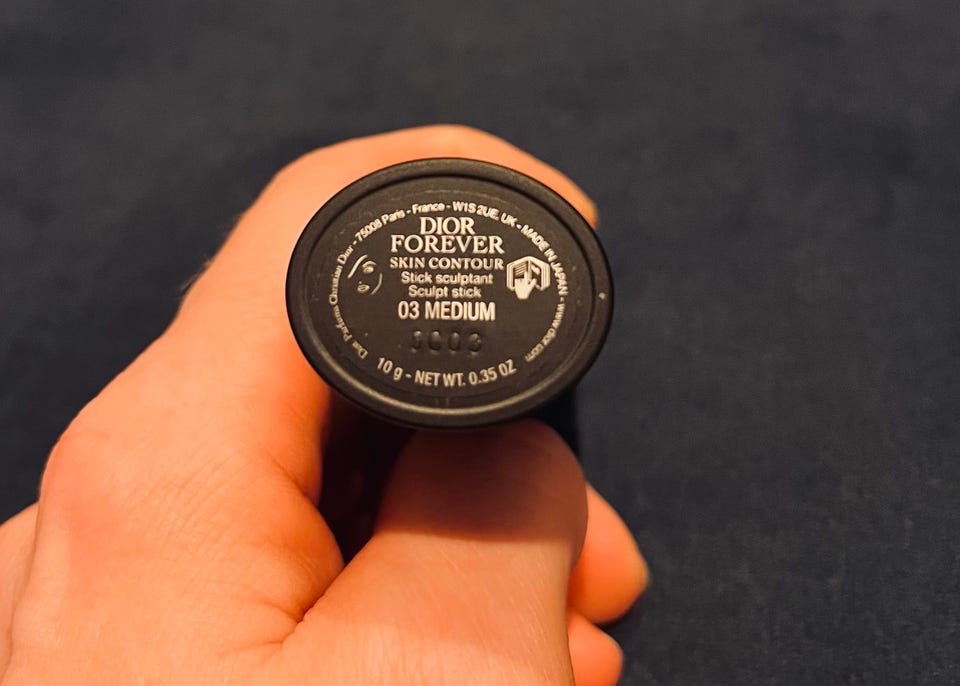 Dior Parfums Christian Dior - 75008 Paris - France - W1S 2UE, UK - MADE IN JAPAN - www.dior.com
DIOR
FOREVER
SKIN CONTOUR
Stick sculptant
Sculpt stick
03 MEDIUM
10 g - NET WT. 0.35 OZ